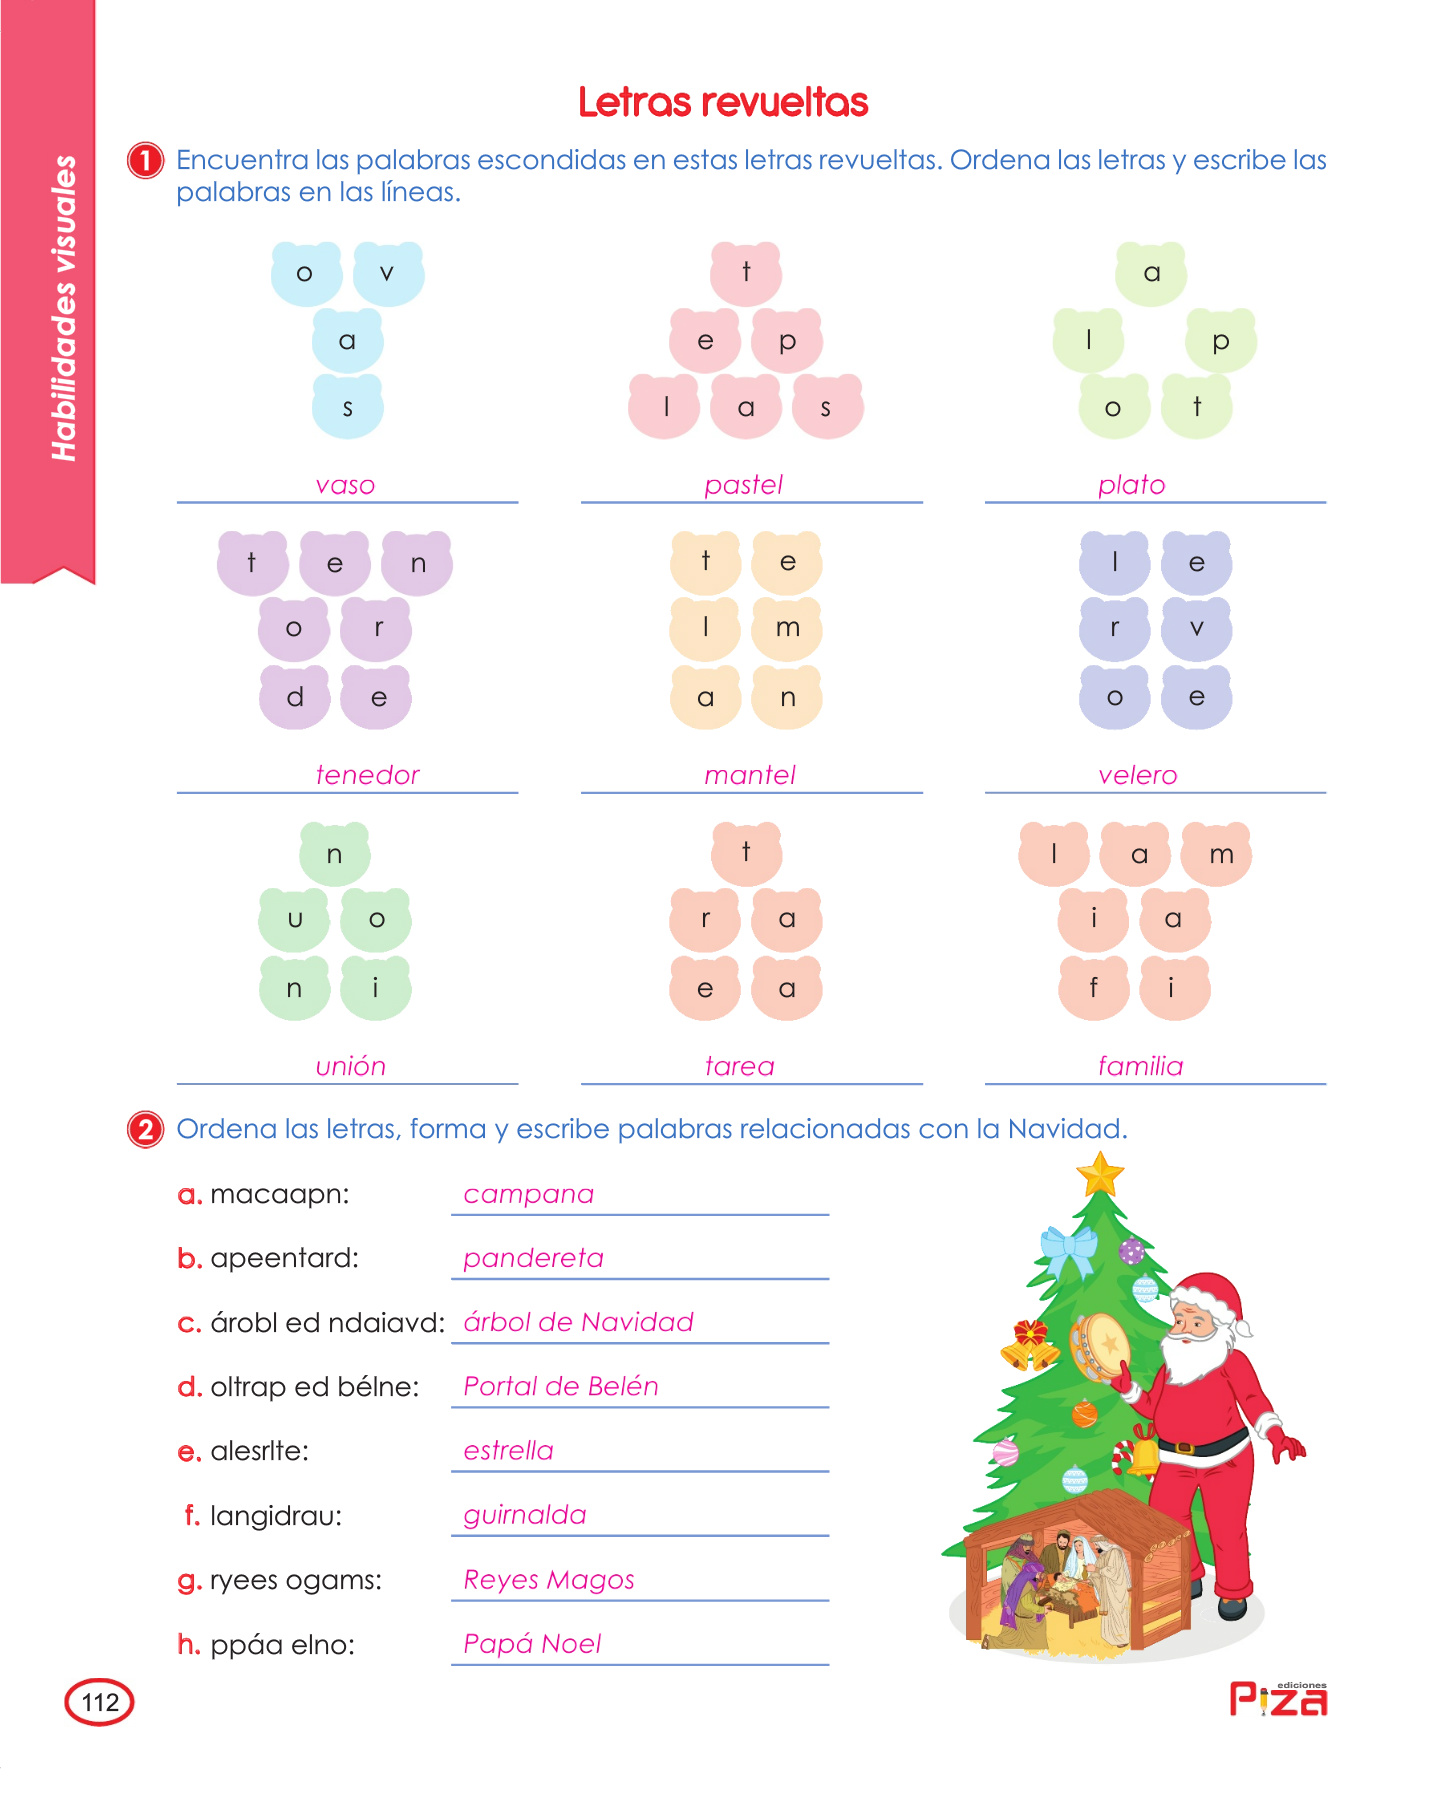 Habilidades visuales
Letras revueltas
1 Encuentra las palabras escondidas en estas letras revueltas. Ordena las letras y escribe las
palabras en las líneas.
o v
a
s
vaso
t
e p
l a s
pastel
a
l p
o t
plato
t e n
o r
d e
tenedor
t e
l m
a n
mantel
l e
r v
o e
velero
n
u o
n i
unión
t
r a
e a
tarea
l a m
i a
f i
familia
2 Ordena las letras, forma y escribe palabras relacionadas con la Navidad.
a. macaapn: campana
b. apeentard: pandereta
c. árobl ed ndaiavd: árbol de Navidad
d. oltrap ed bélne: Portal de Belén
e. alesrlte: estrella
f. langidrau: guirnalda
g. ryees ogams: Reyes Magos
h. ppáa elno: Papá Noel
112
ediciones
Piza